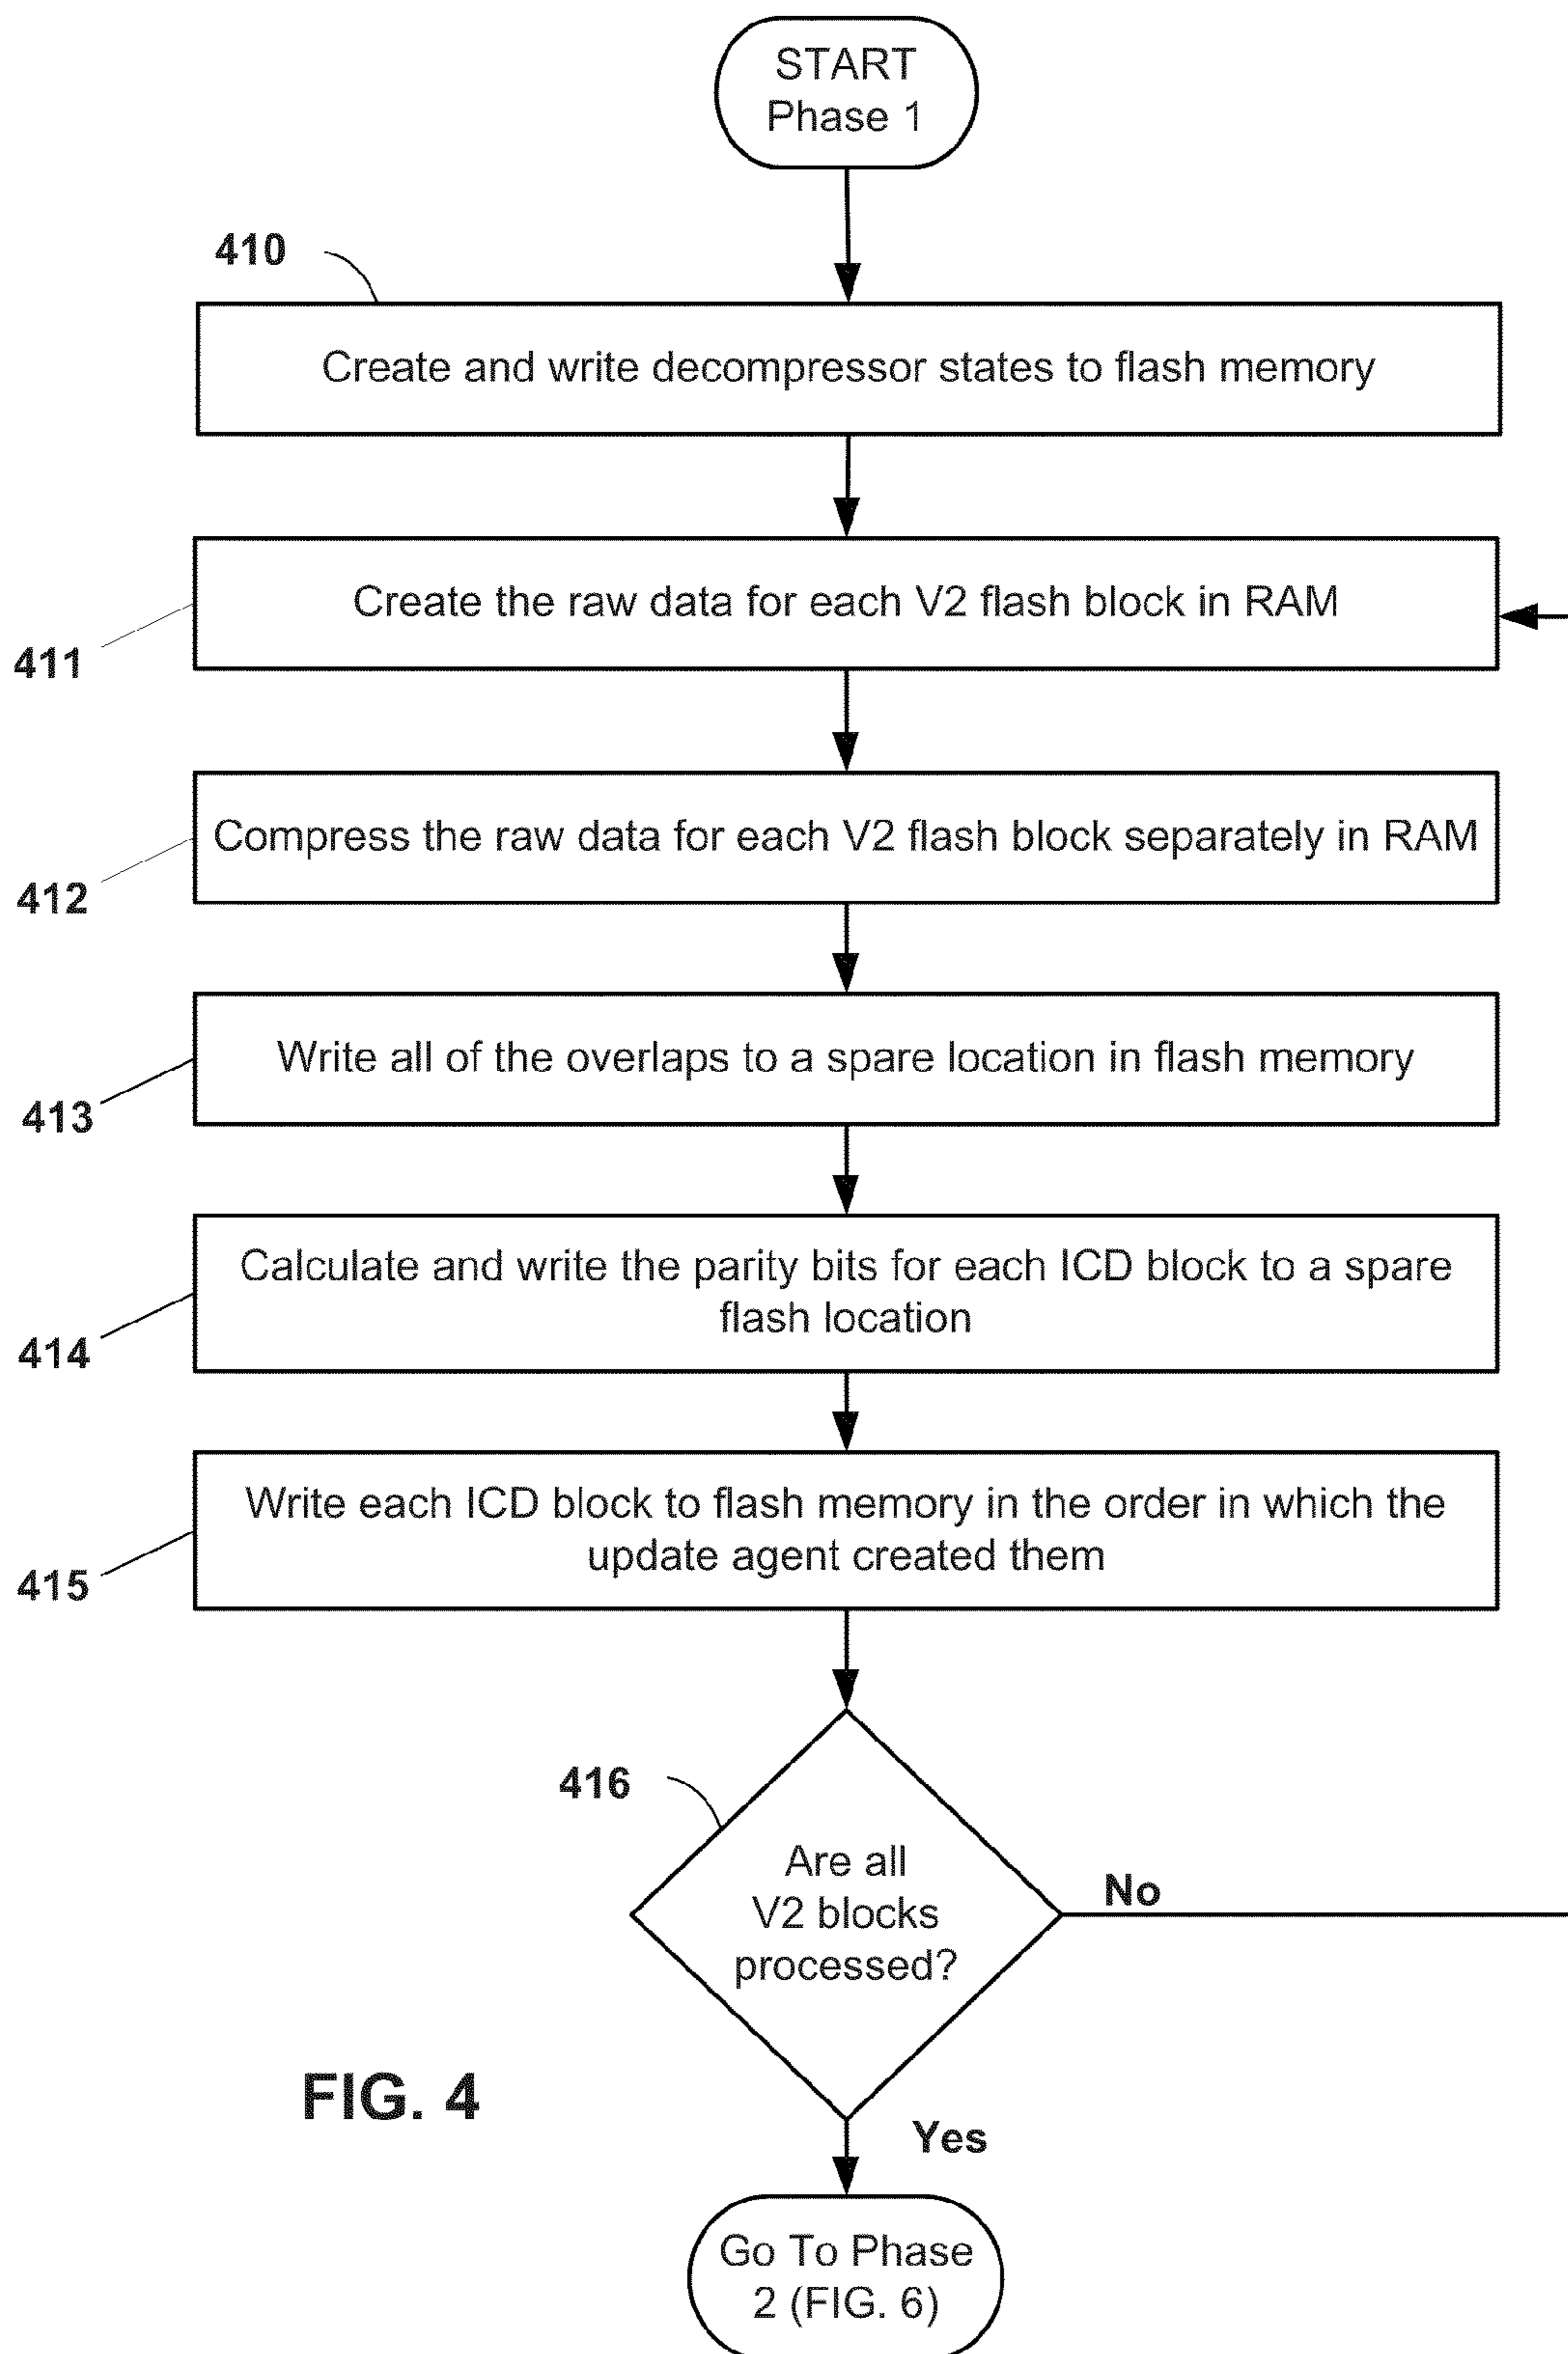 START
Phase 1
410
Create and write decompressor states to flash memory
Create the raw data for each V2 flash block in RAM
411
Compress the raw data for each V2 flash block separately in RAM
412
Write all of the overlaps to a spare location in flash memory
413
Calculate and write the parity bits for each ICD block to a spare
flash location
414
Write each ICD block to flash memory in the order in which the
update agent created them
415
416
Are all
V2 blocks
processed?
No
FIG. 4
Yes
Go To Phase
2 (FIG. 6)